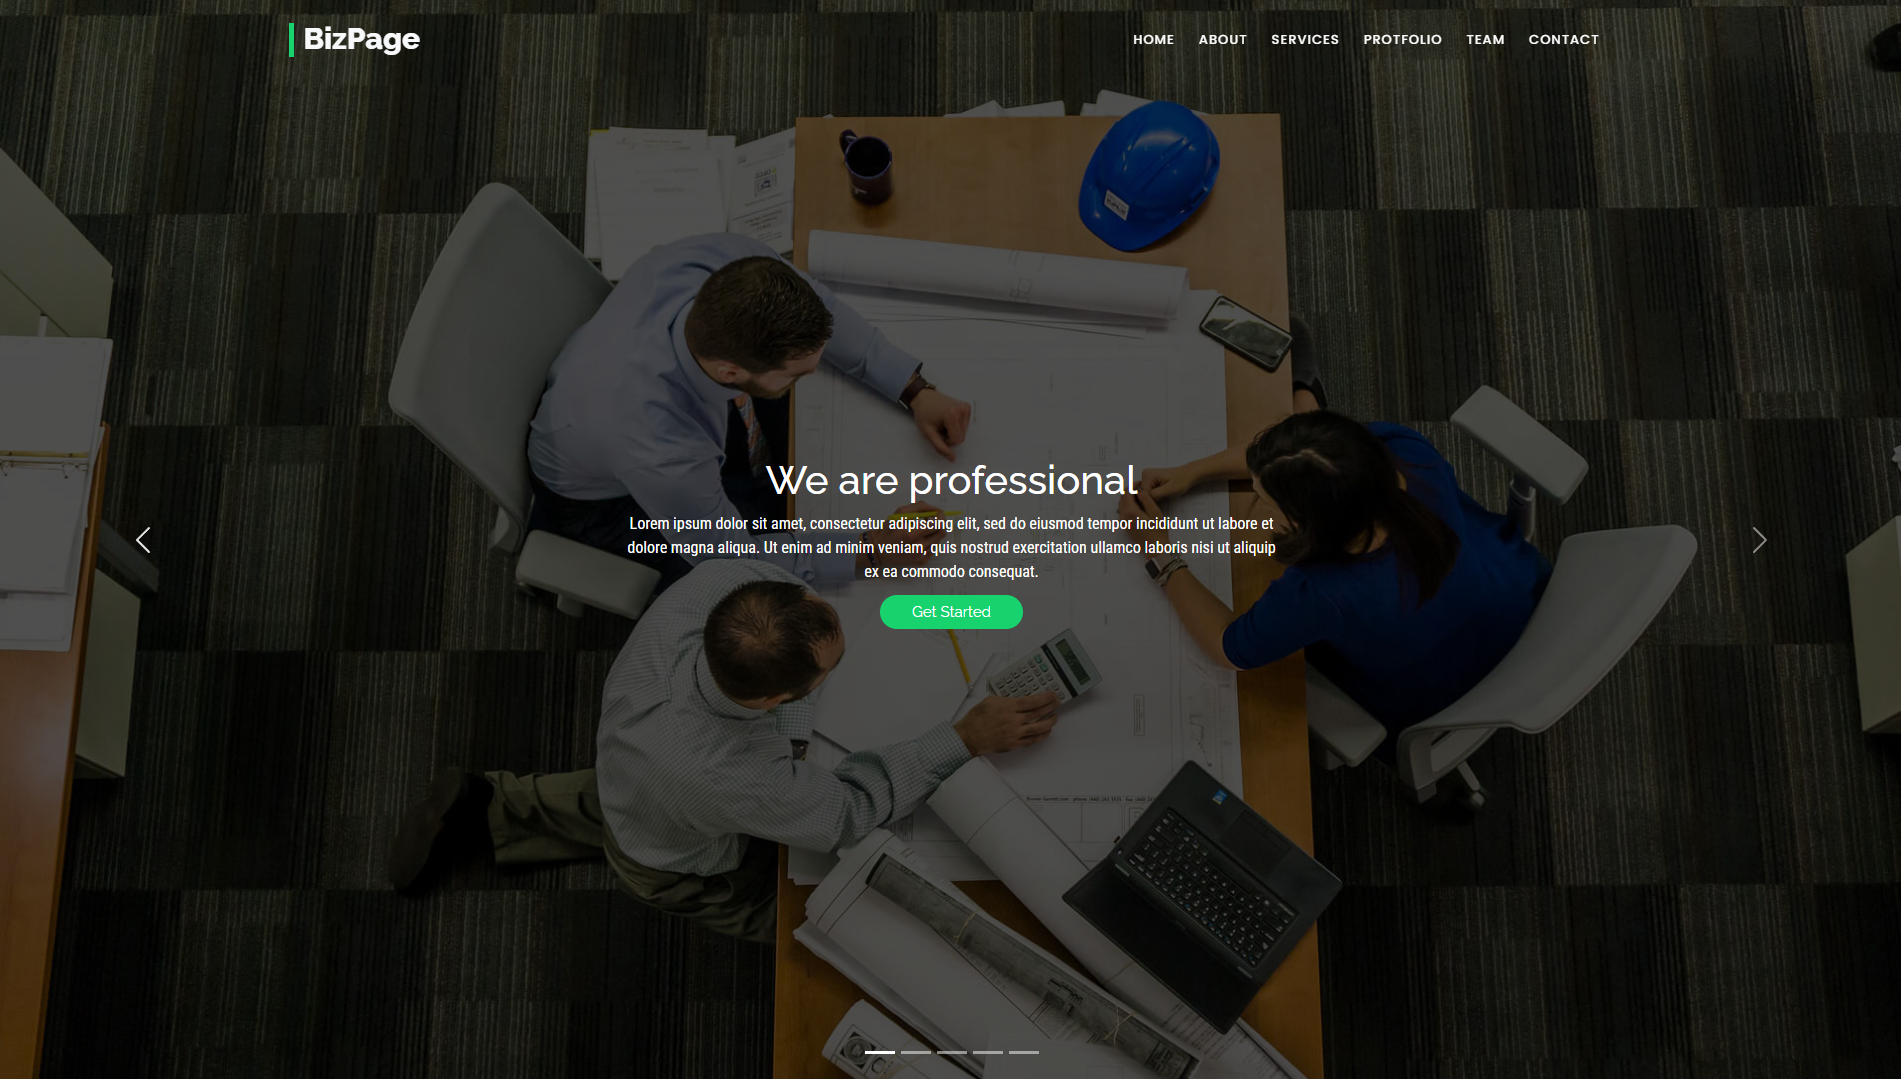 BizPage
HOME ABOUT SERVICES PROTFOLIO TEAM CONTACT
We are professional
Lorem ipsum dolor sit amet, consectetur adipiscing elit, sed do eiusmod tempor incididunt ut labore et
dolore magna aliqua. Ut enim ad minim veniam, quis nostrud exercitation ullamco laboris nisi ut aliquip
ex ea commodo consequat.
Get Started